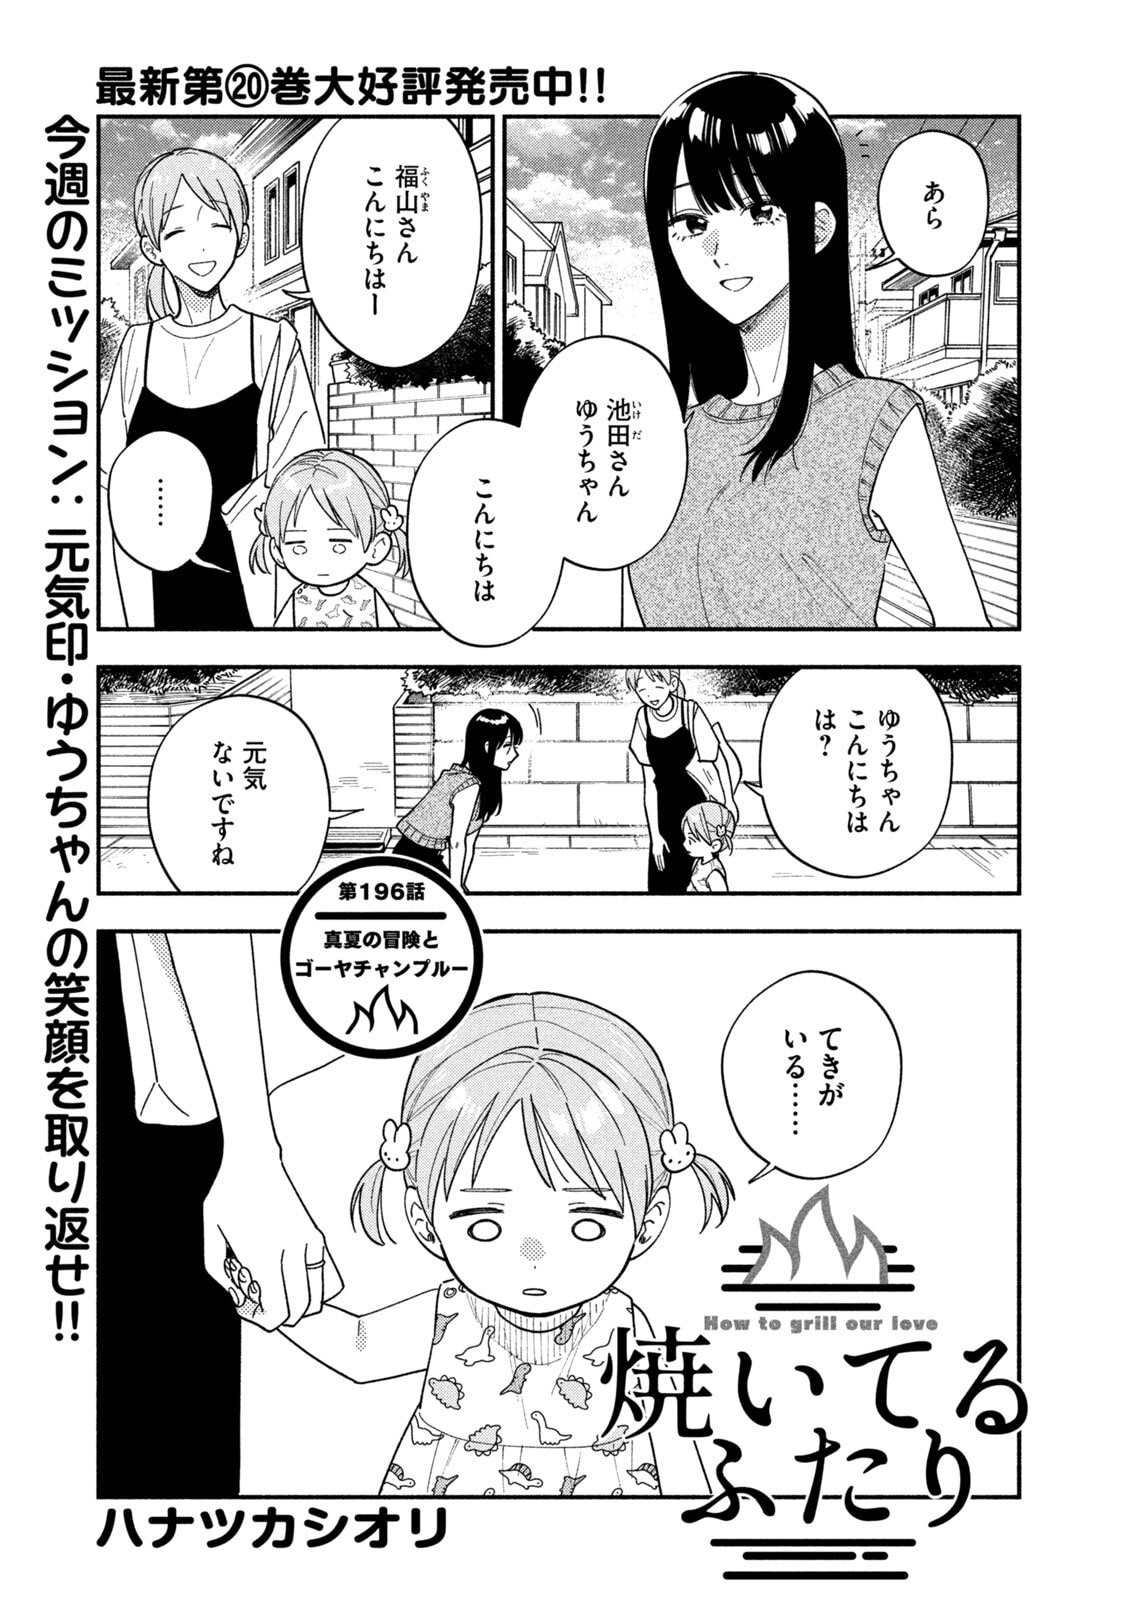 最新第⑳巻大好評発売中!!
今週のミッション:元気印・ゆうちゃんの笑顔を取り返せ!!
あら
池田さん
ゆうちゃん
こんにちは
福山さん
こんにちはー
……
ゆうちゃん
こんにちは
は?
元気
ないですね
第196話
真夏の冒険と
ゴーヤチャンプルー
てきが
いる……
How to grill our love
焼いてる
ふたり
ハナツカシオリ